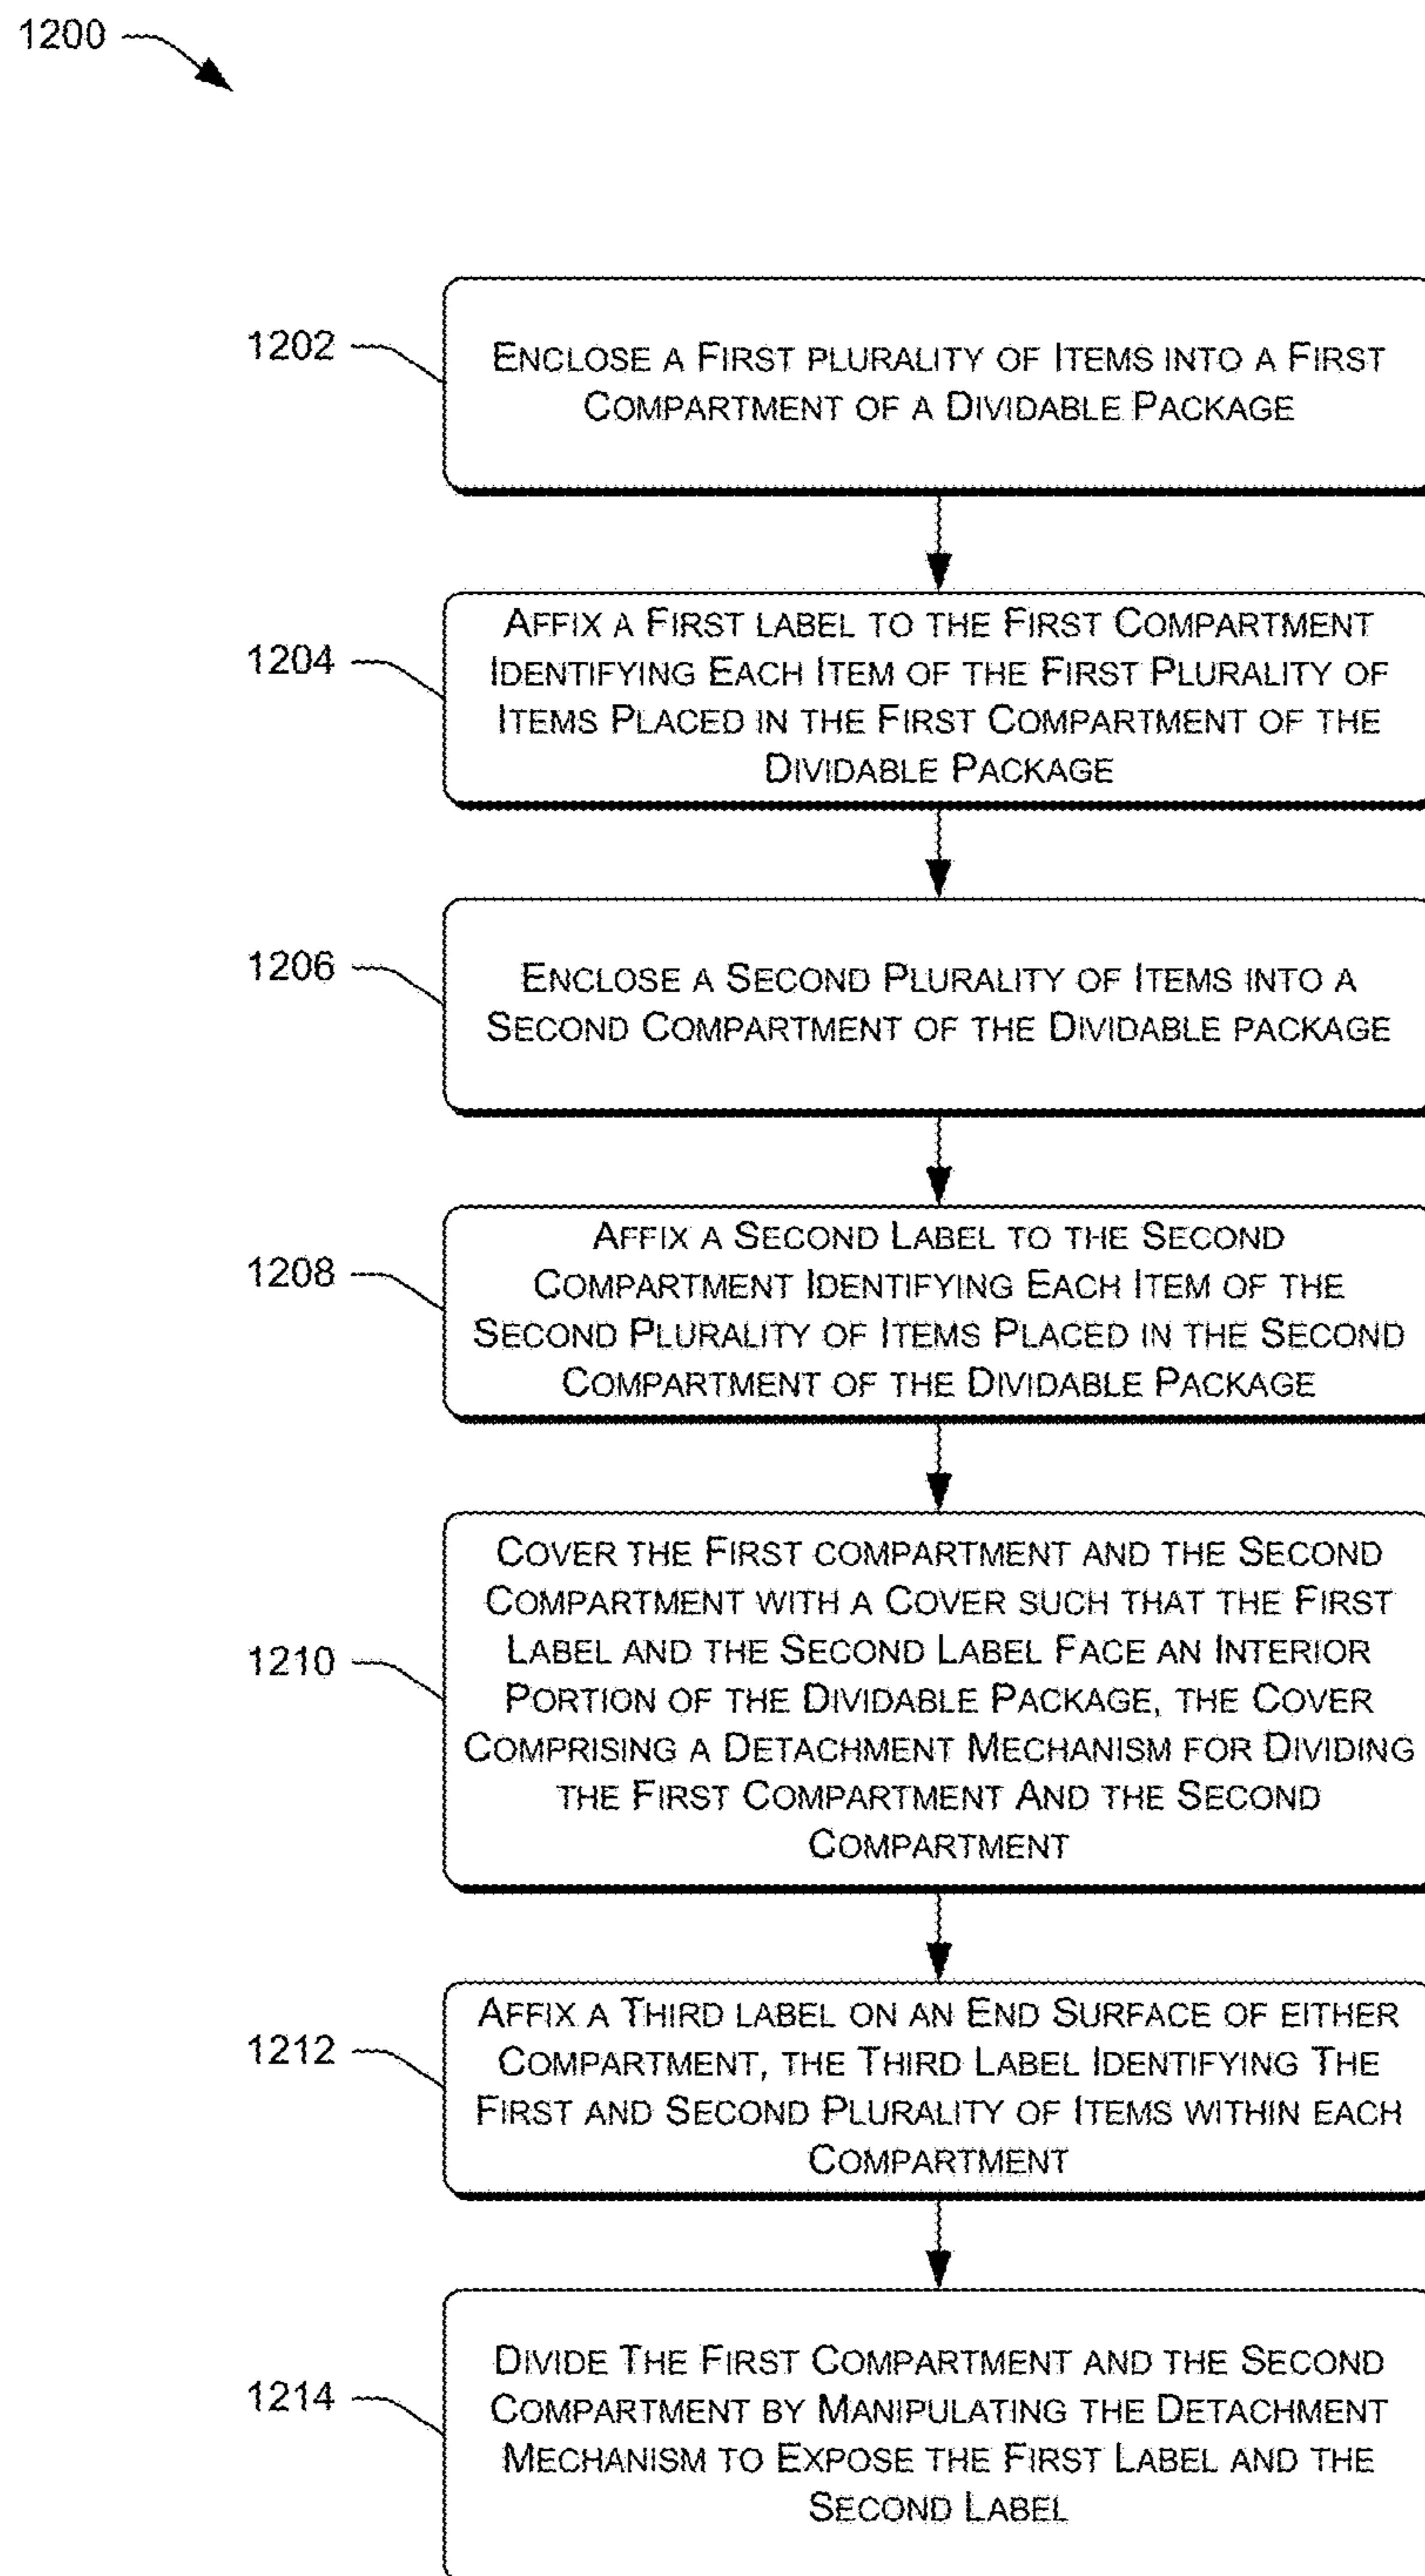 1200
1202
ENCLOSE A FIRST PLURALITY OF ITEMS INTO A FIRST
COMPARTMENT OF A DIVIDABLE PACKAGE
1204
AFFIX A FIRST LABEL TO THE FIRST COMPARTMENT
IDENTIFYING EACH ITEM OF THE FIRST PLURALITY OF
ITEMS PLACED IN THE FIRST COMPARTMENT OF THE
DIVIDABLE PACKAGE
1206
ENCLOSE A SECOND PLURALITY OF ITEMS INTO A
SECOND COMPARTMENT OF THE DIVIDABLE PACKAGE
1208
AFFIX A SECOND LABEL TO THE SECOND
COMPARTMENT IDENTIFYING EACH ITEM OF THE
SECOND PLURALITY OF ITEMS PLACED IN THE SECOND
COMPARTMENT OF THE DIVIDABLE PACKAGE
1210
COVER THE FIRST COMPARTMENT AND THE SECOND
COMPARTMENT WITH A COVER SUCH THAT THE FIRST
LABEL AND THE SECOND LABEL FACE AN INTERIOR
PORTION OF THE DIVIDABLE PACKAGE, THE COVER
COMPRISING A DETACHMENT MECHANISM FOR DIVIDING
THE FIRST COMPARTMENT AND THE SECOND
COMPARTMENT
1212
AFFIX A THIRD LABEL ON AN END SURFACE OF EITHER
COMPARTMENT, THE THIRD LABEL IDENTIFYING THE
FIRST AND SECOND PLURALITY OF ITEMS WITHIN EACH
COMPARTMENT
1214
DIVIDE THE FIRST COMPARTMENT AND THE SECOND
COMPARTMENT BY MANIPULATING THE DETACHMENT
MECHANISM TO EXPOSE THE FIRST LABEL AND THE
SECOND LABEL